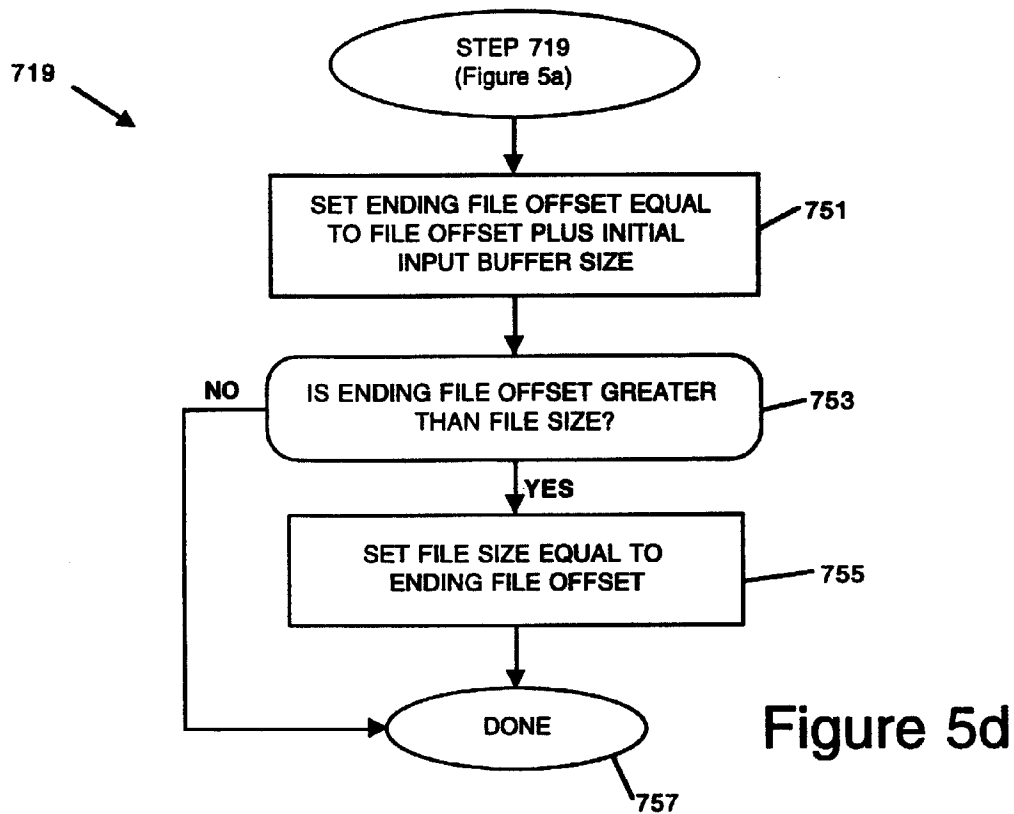 STEP 719
(Figure 5a)
719
SET ENDING FILE OFFSET EQUAL
TO FILE OFFSET PLUS INITIAL
INPUT BUFFER SIZE
751
NO
IS ENDING FILE OFFSET GREATER
THAN FILE SIZE?
753
YES
SET FILE SIZE EQUAL TO
ENDING FILE OFFSET
755
DONE
757
Figure 5d